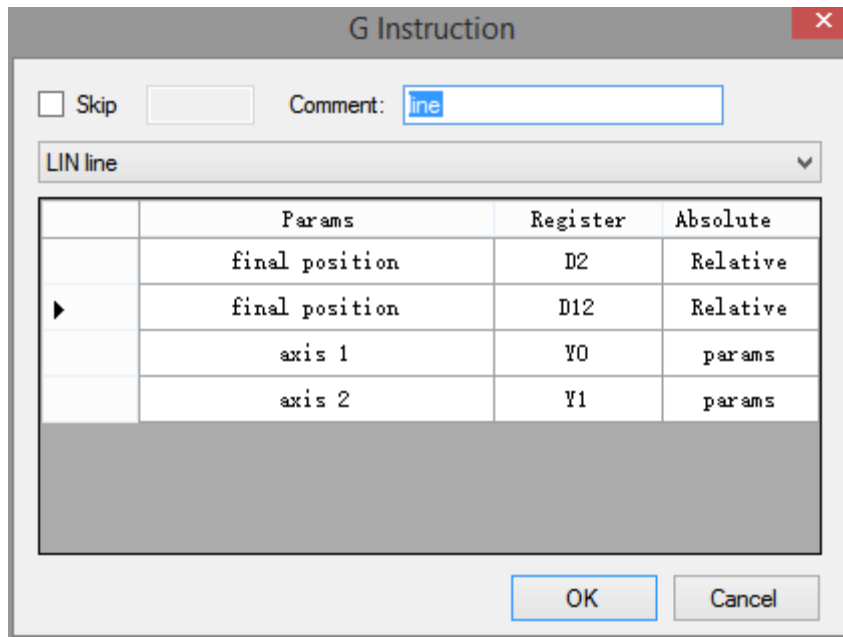 G Instruction
Skip Comment: line
LIN line
Params Register Absolute
final position D2 Relative
final position D12 Relative
axis 1 Y0 params
axis 2 Y1 params
OK Cancel